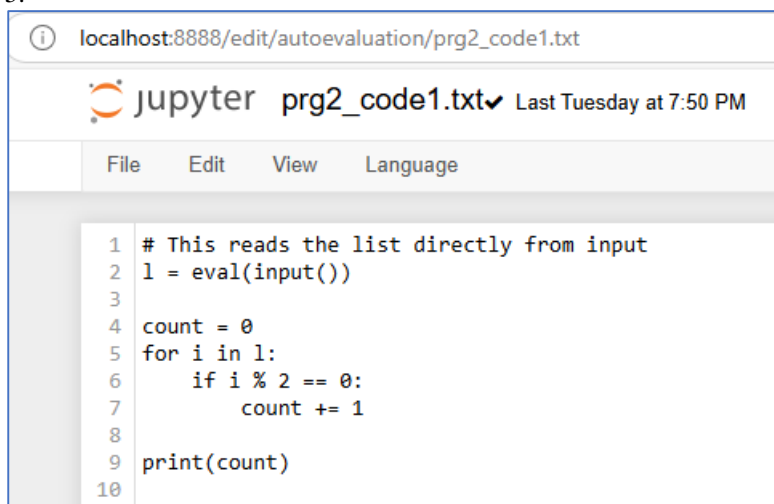 localhost:8888/edit/autoevaluation/prg2_code1.txt
jupyter prg2_code1.txt✔ Last Tuesday at 7:50 PM
File Edit View Language
1 # This reads the list directly from input
2 l = eval(input())
3
4 count = 0
5 for i in l:
6     if i % 2 == 0:
7         count += 1
8
9 print(count)
10